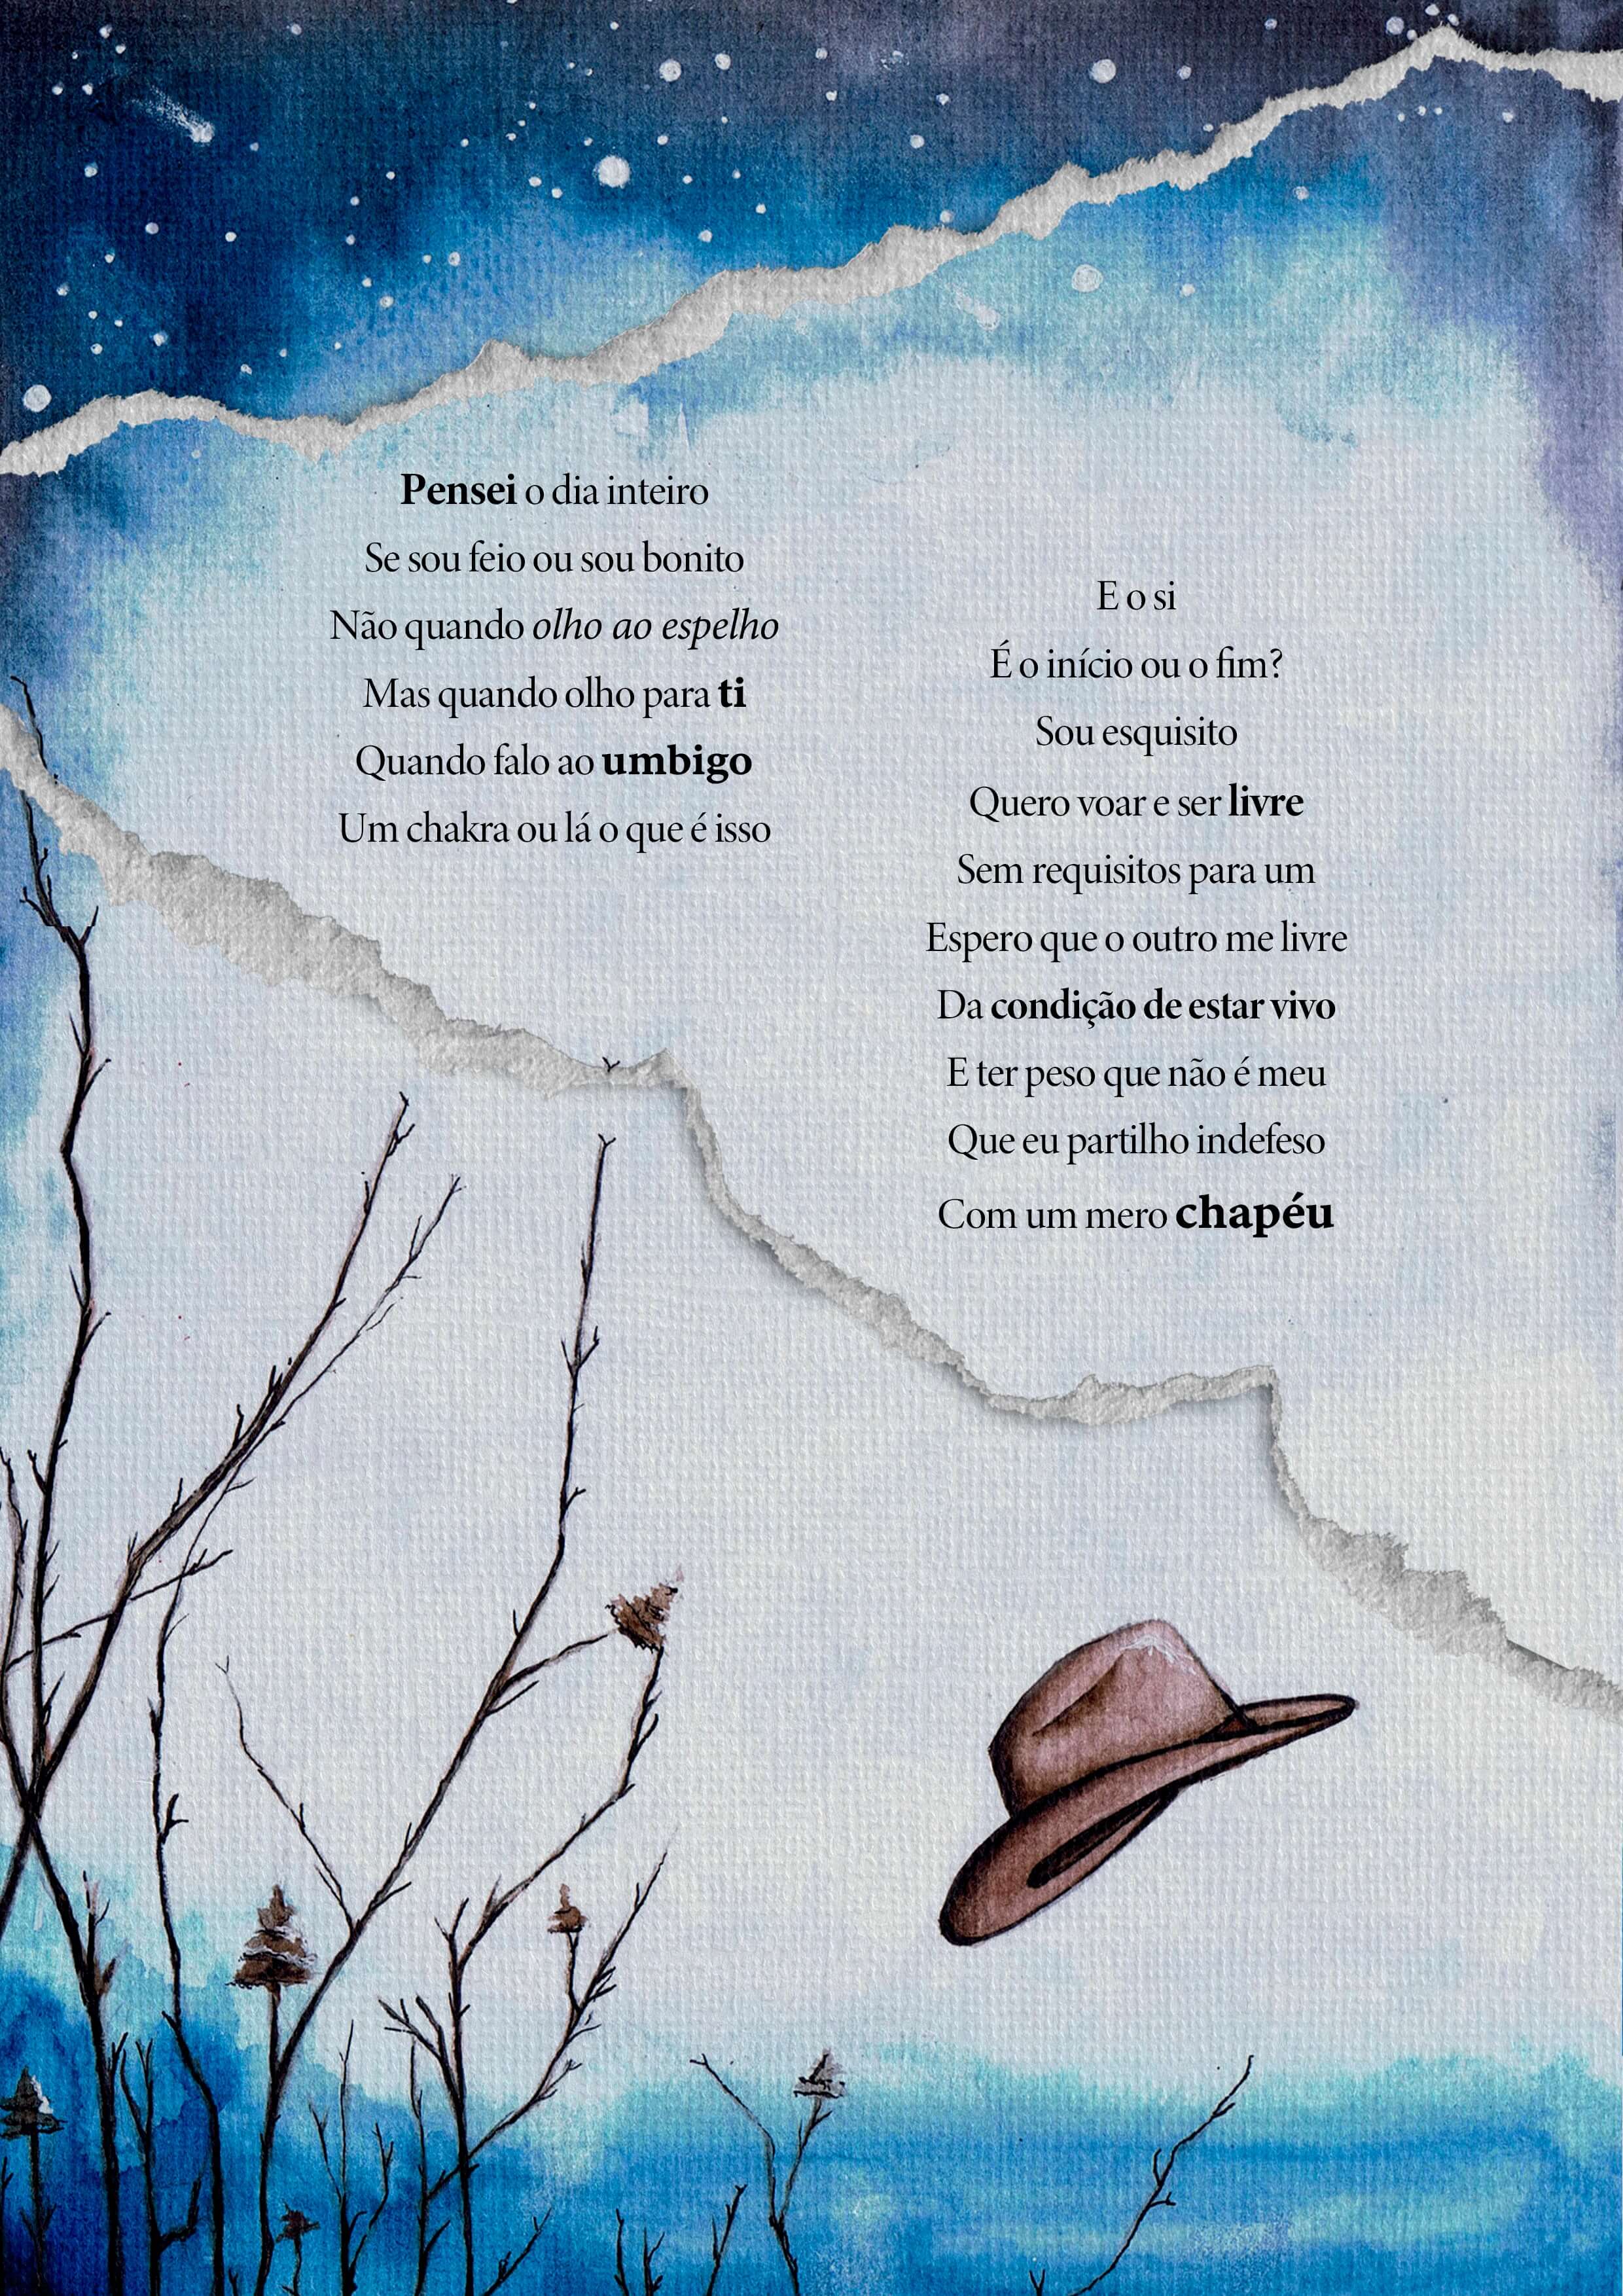 Pensei o dia inteiro
Se sou feio ou sou bonito
Não quando olho ao espelho
Mas quando olho para ti
Quando falo ao umbigo
Um chakra ou lá o que é isso
E o si
É o início ou o fim?
Sou esquisito
Quero voar e ser livre
Sem requisitos para um
Espero que o outro me livre
Da condição de estar vivo
E ter peso que não é meu
Que eu partilho indefeso
Com um mero chapéu